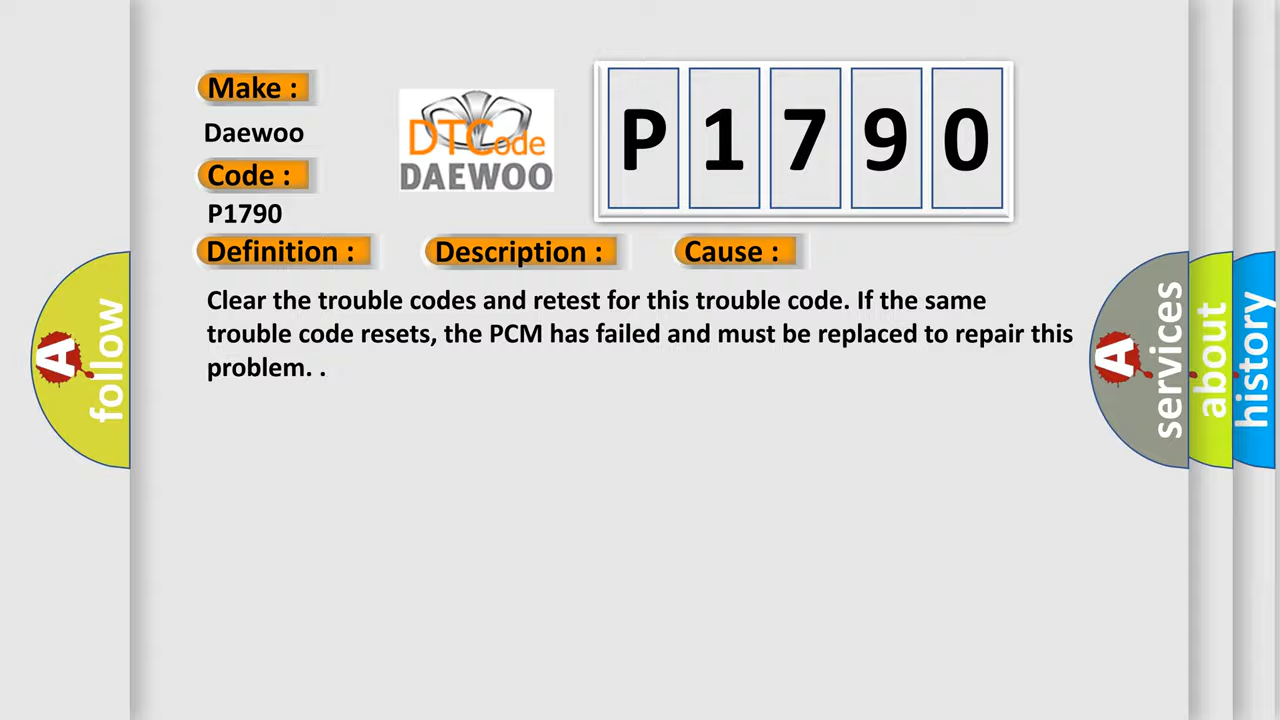 Make :
Daewoo
Code :
P1790
DTCode
DAEWOO
P 1 7 9 0
Definition :
Description :
Cause :
Clear the trouble codes and retest for this trouble code. If the same
trouble code resets, the PCM has failed and must be replaced to repair this
problem. .
A follow
A services
about
history